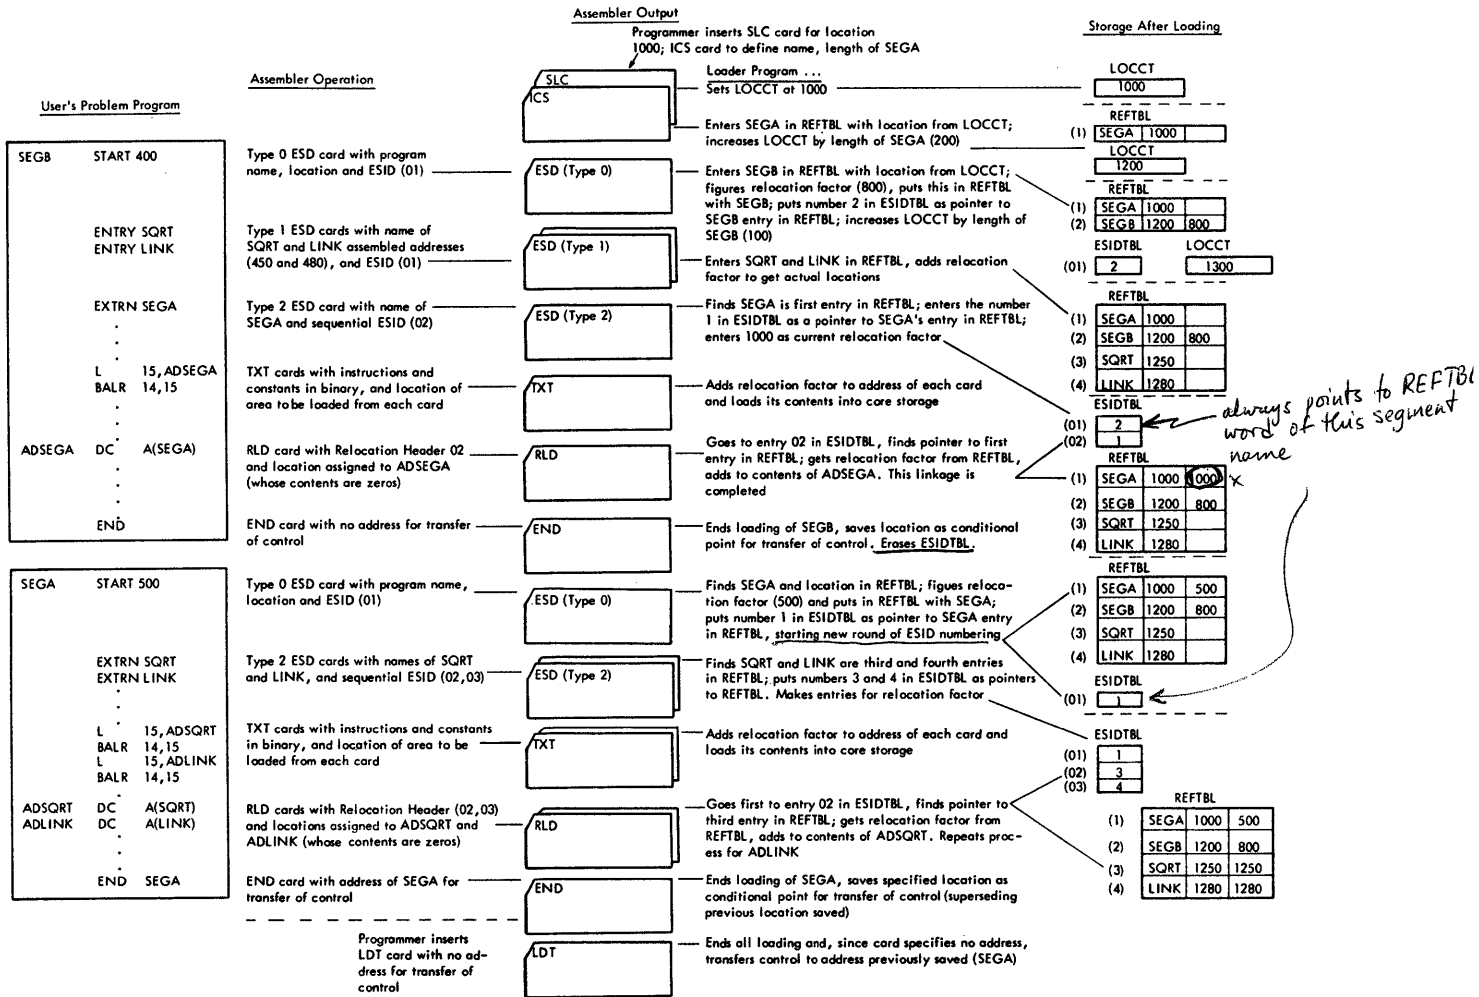 Assembler Output
Programmer inserts SLC card for location
1000; ICS card to define name, length of SEGA
Storage After Loading
User's Problem Program
Assembler Operation
SLC
ICS
Loader Program ...
Sets LOCCT at 1000
LOCCT
1000
Enters SEGA in REFTBL with location from LOCCT;
increases LOCCT by length of SEGA (200)
REFTBL
(1) SEGA 1000
LOCCT
1200
SEGB START 400
Type 0 ESD card with program
name, location and ESID (01)
ESD (Type 0)
Enters SEGB in REFTBL with location from LOCCT;
figures relocation factor (800), puts this in REFTBL
with SEGB; puts number 2 in ESIDTBL as pointer to
SEGB entry in REFTBL; increases LOCCT by length of
SEGB (100)
REFTBL
(1) SEGA 1000
(2) SEGB 1200 800
ESIDTBL LOCCT
(01) 2 1300
ENTRY SQRT
ENTRY LINK
Type 1 ESD cards with name of
SQRT and LINK assembled addresses
(450 and 480), and ESID (01)
ESD (Type 1)
Enters SQRT and LINK in REFTBL, adds relocation
factor to get actual locations
REFTBL
(1) SEGA 1000
(2) SEGB 1200 800
(3) SQRT 1250
(4) LINK 1280
EXTRN SEGA
Type 2 ESD card with name of
SEGA and sequential ESID (02)
ESD (Type 2)
Finds SEGA is first entry in REFTBL; enters the number
1 in ESIDTBL as a pointer to SEGA's entry in REFTBL;
enters 1000 as current relocation factor
ESIDTBL
(01) 2
(02) 1
always points to REFTBL
word of this segment
name
L 15,ADSEGA
BALR 14,15
TXT cards with instructions and
constants in binary, and location of
area to be loaded from each card
TXT
Adds relocation factor to address of each card
and loads its contents into core storage
ADSEGA DC A(SEGA)
RLD card with Relocation Header 02
and location assigned to ADSEGA
(whose contents are zeros)
RLD
Goes to entry 02 in ESIDTBL, finds pointer to first
entry in REFTBL; gets relocation factor from REFTBL,
adds to contents of ADSEGA. This linkage is
completed
REFTBL
(1) SEGA 1000 1000 x
(2) SEGB 1200 800
(3) SQRT 1250
(4) LINK 1280
END
END card with no address for transfer
of control
END
Ends loading of SEGB, saves location as conditional
point for transfer of control. Erases ESIDTBL.
SEGA START 500
Type 0 ESD card with program name,
location and ESID (01)
ESD (Type 0)
Finds SEGA and location in REFTBL; figues reloca-
tion factor (500) and puts in REFTBL with SEGA;
puts number 1 in ESIDTBL as pointer to SEGA entry
in REFTBL, starting new round of ESID numbering
REFTBL
(1) SEGA 1000 500
(2) SEGB 1200 800
(3) SQRT 1250
(4) LINK 1280
ESIDTBL
(01) 1
EXTRN SQRT
EXTRN LINK
Type 2 ESD cards with names of SQRT
and LINK, and sequential ESID (02,03)
ESD (Type 2)
Finds SQRT and LINK are third and fourth entries
in REFTBL; puts numbers 3 and 4 in ESIDTBL as pointers
to REFTBL. Makes entries for relocation factor
ESIDTBL
(01) 1
(02) 3
(03) 4
L 15,ADSQRT
BALR 14,15
L 15,ADLINK
BALR 14,15
TXT cards with instructions and constants
in binary, and location of area to be
loaded from each card
TXT
Adds relocation factor to address of each card and
loads its contents into core storage
ADSQRT DC A(SQRT)
ADLINK DC A(LINK)
RLD cards with Relocation Header (02,03)
and locations assigned to ADSQRT and
ADLINK (whose contents are zeros)
RLD
Goes first to entry 02 in ESIDTBL, finds pointer to
third entry in REFTBL; gets relocation factor from
REFTBL, adds to contents of ADSQRT. Repeats proc-
ess for ADLINK
REFTBL
(1) SEGA 1000 500
(2) SEGB 1200 800
(3) SQRT 1250 1250
(4) LINK 1280 1280
END SEGA
END card with address of SEGA for
transfer of control
END
Ends loading of SEGA, saves specified location as
conditional point for transfer of control (superseding
previous location saved)
Programmer inserts
LDT card with no ad-
dress for transfer of
control
LDT
Ends all loading and, since card specifies no address,
transfers control to address previously saved (SEGA)